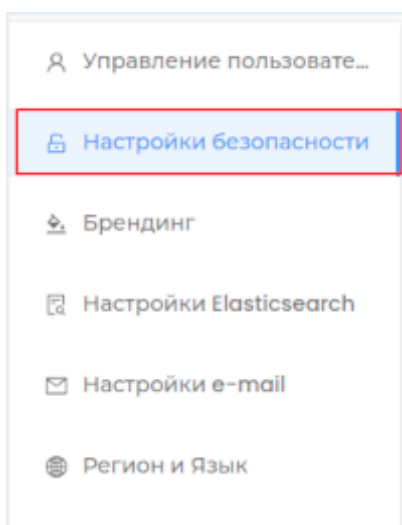 Управление пользовате...
Настройки безопасности
Брендинг
Настройки Elasticsearch
Настройки e-mail
Регион и Язык